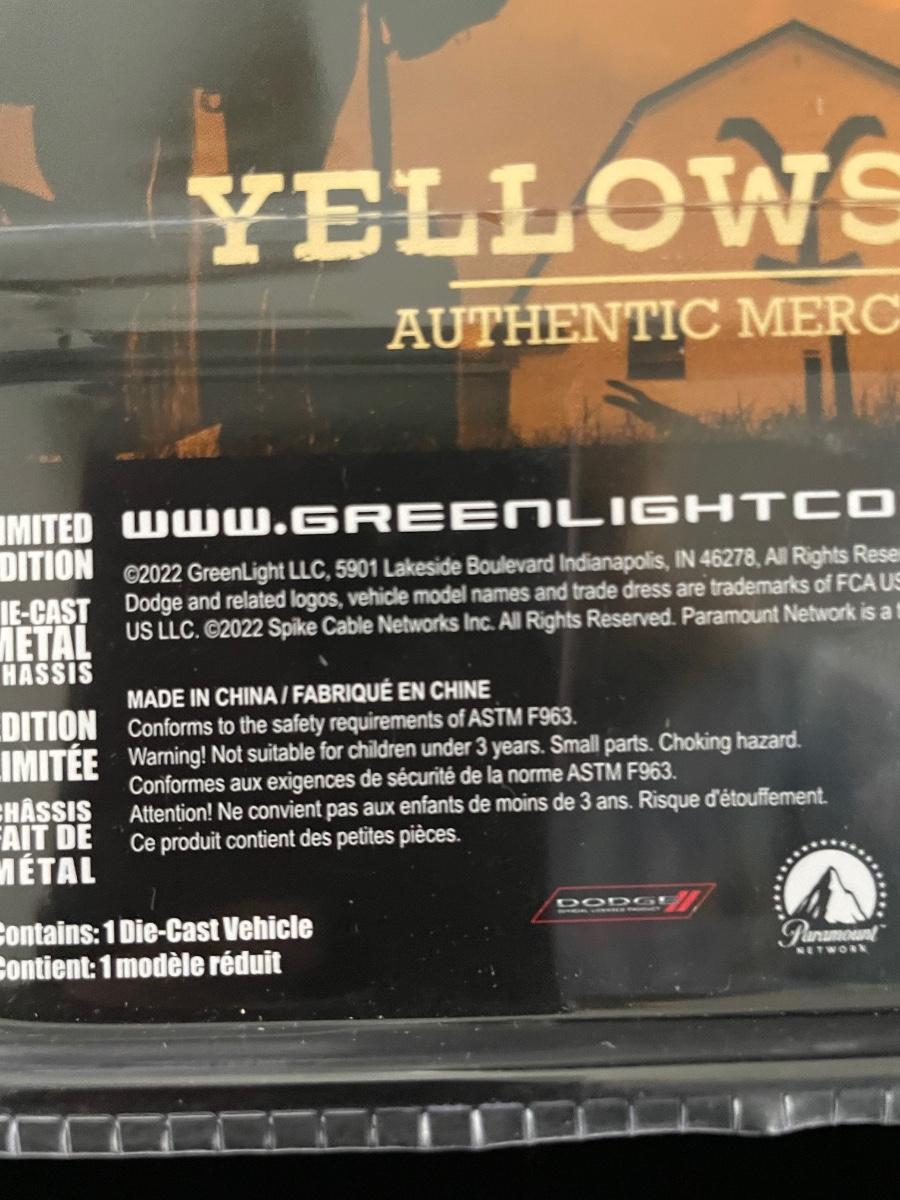 YELLOWS
AUTHENTIC MERC
WWW.GREENLIGHTCO
©2022 GreenLight LLC, 5901 Lakeside Boulevard Indianapolis, IN 46278, All Rights Rese
Dodge and related logos, vehicle model names and trade dress are trademarks of FCA US
US LLC. ©2022 Spike Cable Networks Inc. All Rights Reserved. Paramount Network is a t
MADE IN CHINA / FABRIQUÉ EN CHINE
Conforms to the safety requirements of ASTM F963.
Warning! Not suitable for children under 3 years. Small parts. Choking hazard.
Conformes aux exigences de sécurité de la norme ASTM F963.
Attention! Ne convient pas aux enfants de moins de 3 ans. Risque d'étouffement.
Ce produit contient des petites pièces.
IMITED
DITION
IE-CAST
METAL
HASSIS
DITION
IMITÉE
CHÂSSIS
FAIT DE
MÉTAL
Contains: 1 Die-Cast Vehicle
Contient: 1 modèle réduit
DODGE
OFFICIAL LICENSED PRODUCT
Paramount
NETWORK